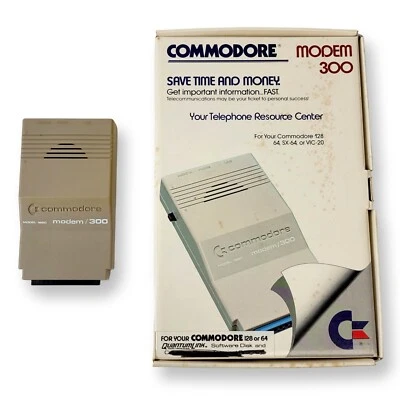 commodore
modem/300
COMMODORE® MODEM
300
SAVE TIME AND MONEY.
Get important information...FAST.
Telecommunications may be your ticket to personal success!
Your Telephone Resource Center
For Your Commodore 128
64, SX-64, or VIC-20
commodore
modem/300
FOR YOUR COMMODORE 128 or 64
QuantumLink Software Disk and